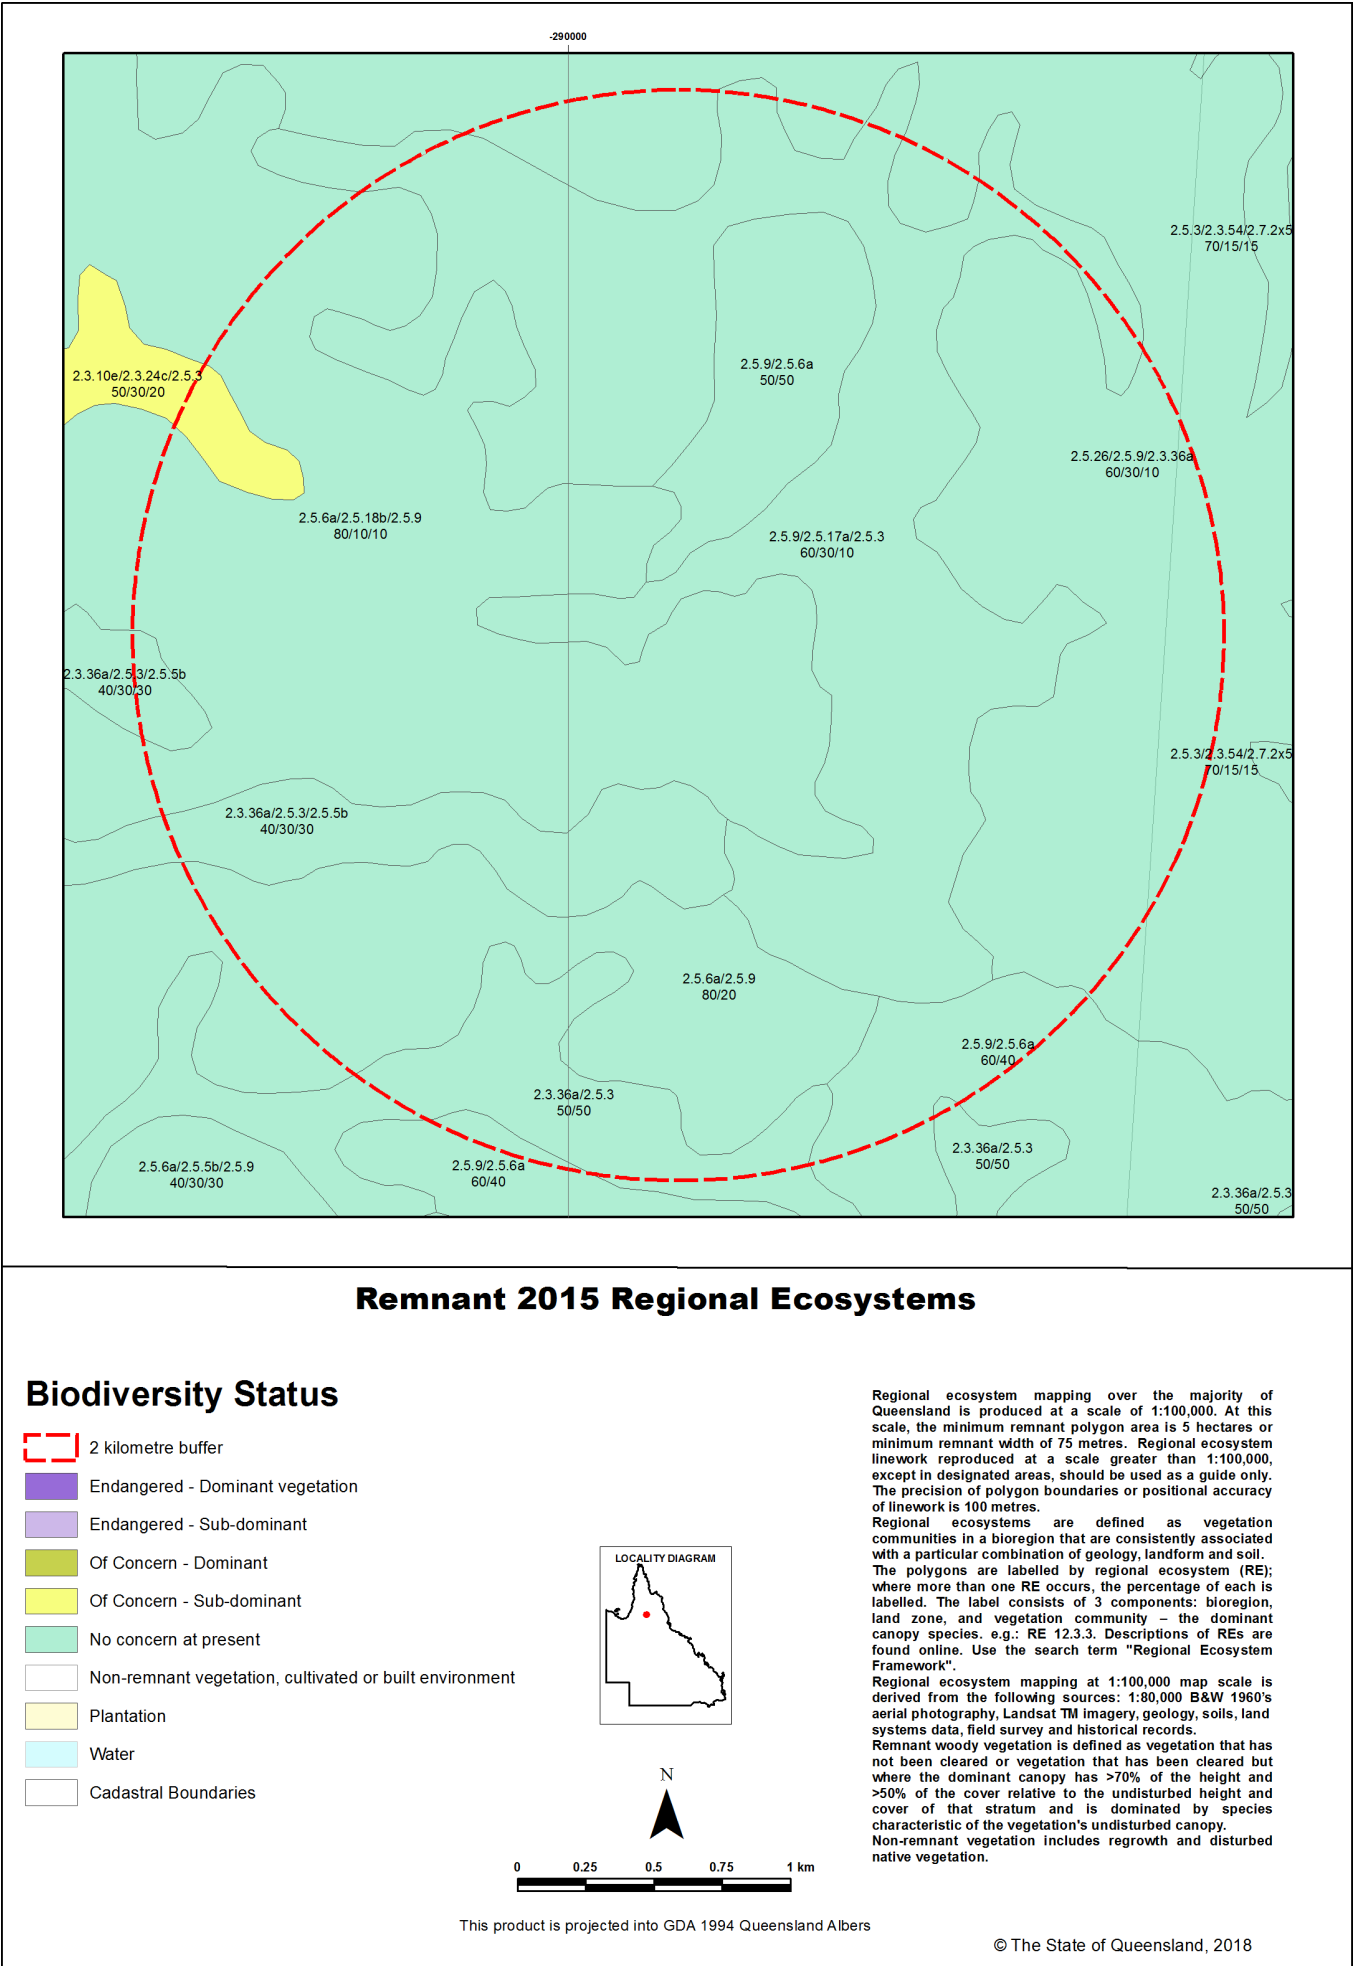 -290000
2.5.3/2.3.54/2.7.2x5
70/15/15
2.3.10e/2.3.24c/2.5.3
50/30/20
2.5.9/2.5.6a
50/50
2.5.26/2.5.9/2.3.36a
60/30/10
2.5.6a/2.5.18b/2.5.9
80/10/10
2.5.9/2.5.17a/2.5.3
60/30/10
2.3.36a/2.5.3/2.5.5b
40/30/30
2.5.3/2.3.54/2.7.2x5
70/15/15
2.3.36a/2.5.3/2.5.5b
40/30/30
2.5.6a/2.5.9
80/20
2.5.9/2.5.6a
60/40
2.3.36a/2.5.3
50/50
2.3.36a/2.5.3
50/50
2.5.6a/2.5.5b/2.5.9
40/30/30
2.5.9/2.5.6a
60/40
2.3.36a/2.5.3
50/50
Remnant 2015 Regional Ecosystems
Biodiversity Status
2 kilometre buffer
Endangered - Dominant vegetation
Endangered - Sub-dominant
Of Concern - Dominant
Of Concern - Sub-dominant
No concern at present
Non-remnant vegetation, cultivated or built environment
Plantation
Water
Cadastral Boundaries
LOCALITY DIAGRAM
N
0 0.25 0.5 0.75 1 km
This product is projected into GDA 1994 Queensland Albers
Regional ecosystem mapping over the majority of
Queensland is produced at a scale of 1:100,000. At this
scale, the minimum remnant polygon area is 5 hectares or
minimum remnant width of 75 metres. Regional ecosystem
linework reproduced at a scale greater than 1:100,000,
except in designated areas, should be used as a guide only.
The precision of polygon boundaries or positional accuracy
of linework is 100 metres.
Regional ecosystems are defined as vegetation
communities in a bioregion that are consistently associated
with a particular combination of geology, landform and soil.
The polygons are labelled by regional ecosystem (RE);
where more than one RE occurs, the percentage of each is
labelled. The label consists of 3 components: bioregion,
land zone, and vegetation community – the dominant
canopy species. e.g.: RE 12.3.3. Descriptions of REs are
found online. Use the search term "Regional Ecosystem
Framework".
Regional ecosystem mapping at 1:100,000 map scale is
derived from the following sources: 1:80,000 B&W 1960's
aerial photography, Landsat TM imagery, geology, soils, land
systems data, field survey and historical records.
Remnant woody vegetation is defined as vegetation that has
not been cleared or vegetation that has been cleared but
where the dominant canopy has >70% of the height and
>50% of the cover relative to the undisturbed height and
cover of that stratum and is dominated by species
characteristic of the vegetation's undisturbed canopy.
Non-remnant vegetation includes regrowth and disturbed
native vegetation.
© The State of Queensland, 2018